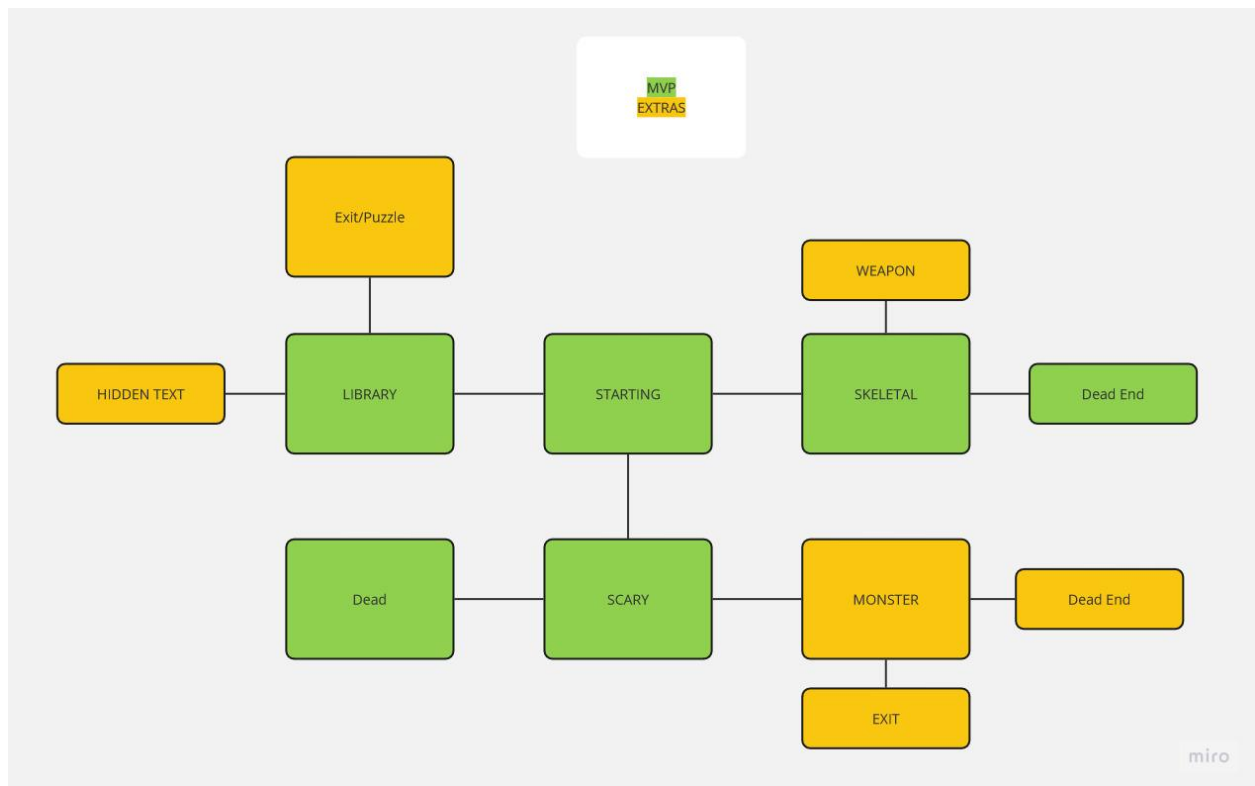 MVP
EXTRAS
Exit/Puzzle
WEAPON
HIDDEN TEXT
LIBRARY
STARTING
SKELETAL
Dead End
Dead
SCARY
MONSTER
Dead End
EXIT
miro